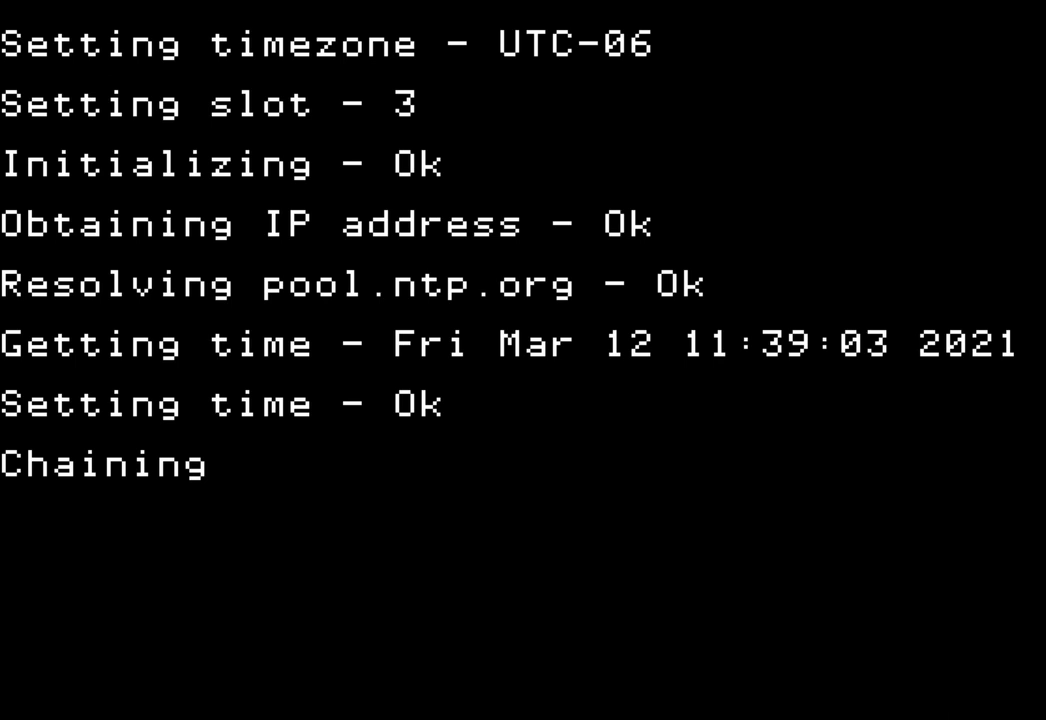 Setting timezone - UTC-06
Setting slot - 3
Initializing - Ok
Obtaining IP address - Ok
Resolving pool.ntp.org - Ok
Getting time - Fri Mar 12 11:39:03 2021
Setting time - Ok
Chaining